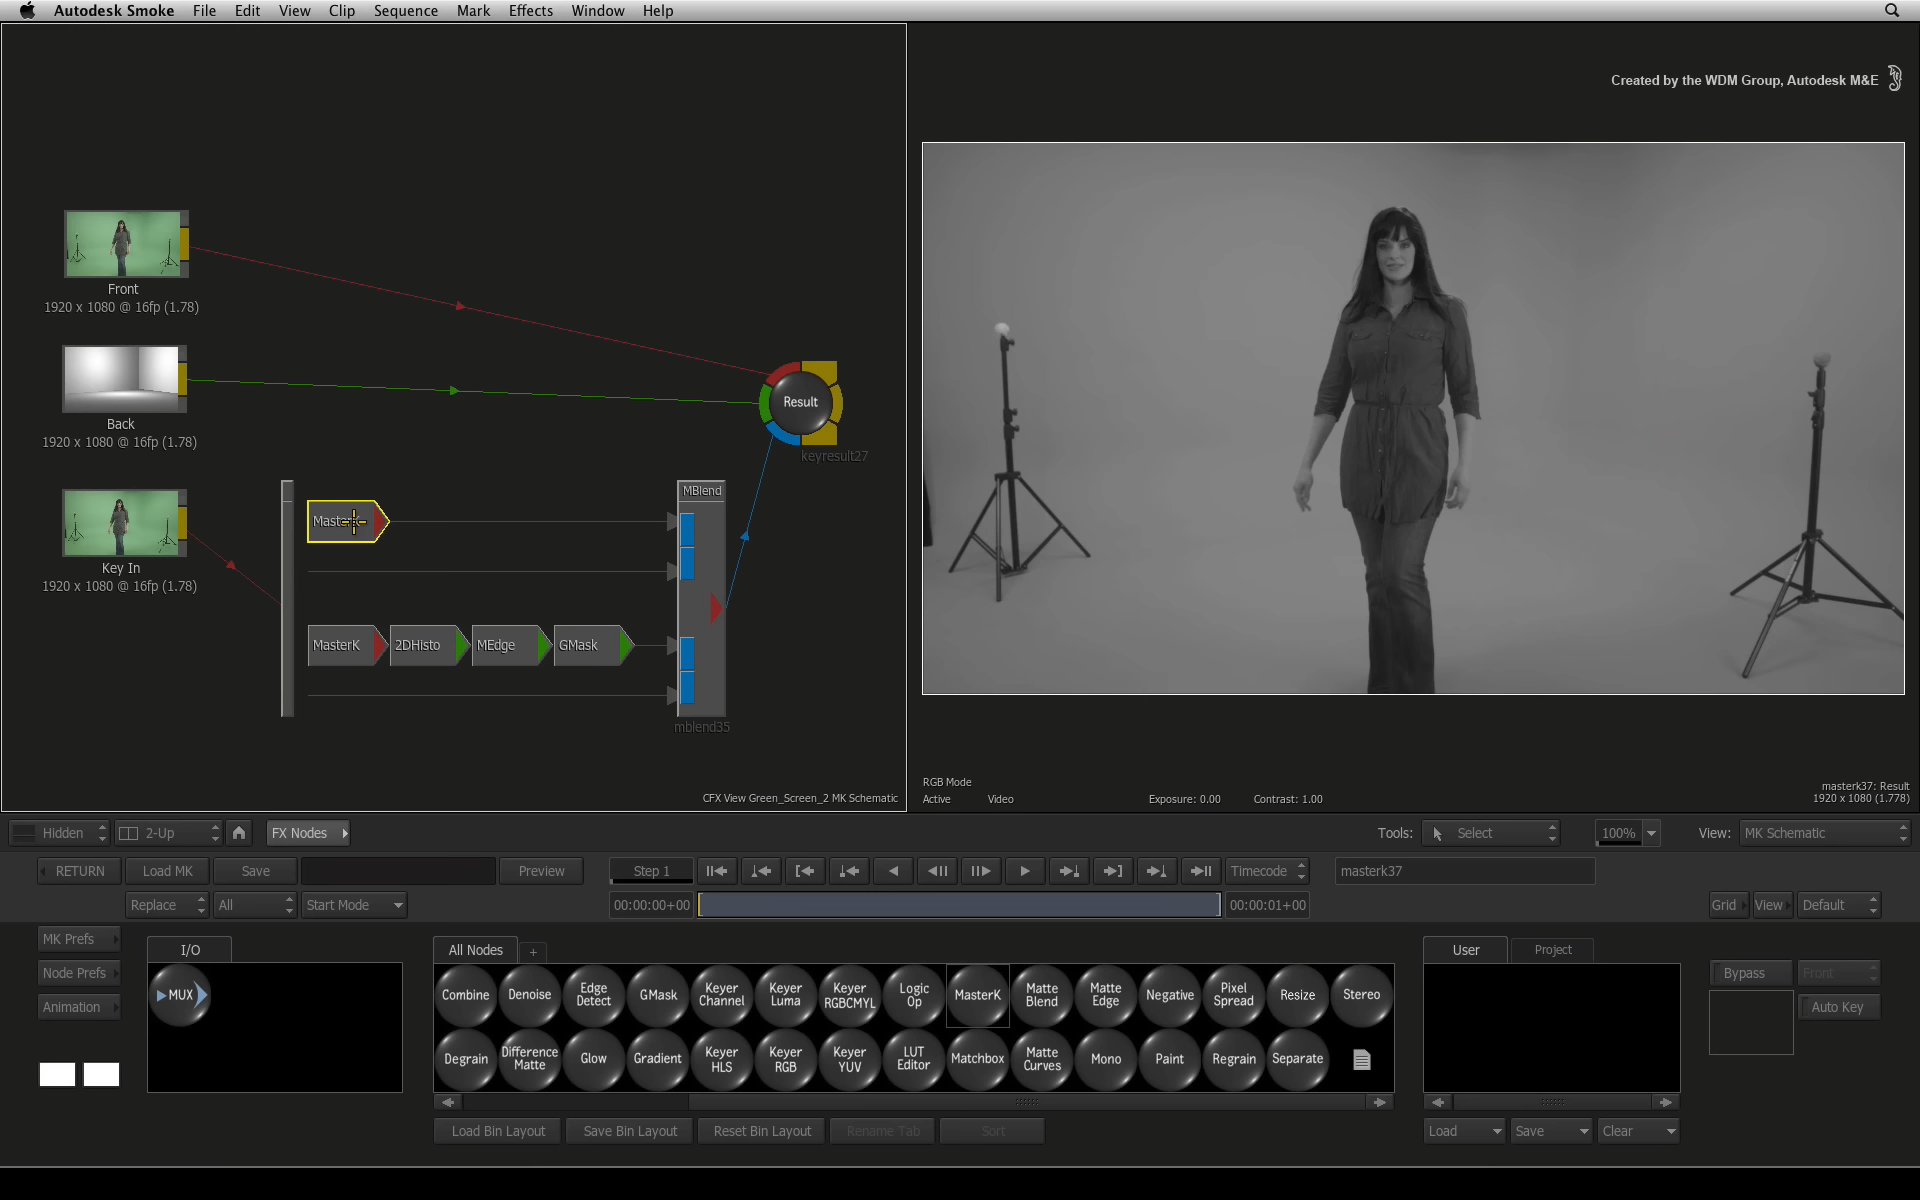 Autodesk Smoke File Edit View Clip Sequence Mark Effects Window Help
Created by the WDM Group, Autodesk M&E
Front
1920 x 1080 @ 16fp (1.78)
Back
1920 x 1080 @ 16fp (1.78)
Key In
1920 x 1080 @ 16fp (1.78)
Result
keyresult27
MBlend
MasterK
MasterK 2DHisto MEdge GMask
mblend35
CFX View Green_Screen_2 MK Schematic
RGB Mode
Active Video Exposure: 0.00 Contrast: 1.00
masterk37: Result
1920 x 1080 (1.778)
Hidden 2-Up FX Nodes Tools: Select 100% View: MK Schematic
RETURN Load MK Save Preview Step 1 Timecode masterk37
Replace All Start Mode 00:00:00+00 00:00:01+00 Grid View Default
MK Prefs
Node Prefs
Animation
I/O
MUX
All Nodes +
Combine Denoise Edge Detect GMask Keyer Channel Keyer Luma Keyer RGBCMYL Logic Op MasterK Matte Blend Matte Edge Negative Pixel Spread Resize Stereo
Degrain Difference Matte Glow Gradient Keyer HLS Keyer RGB Keyer YUV LUT Editor Matchbox Matte Curves Mono Paint Regrain Separate
Load Bin Layout Save Bin Layout Reset Bin Layout Rename Tab Sort
User Project
Load Save Clear
Bypass Front
Auto Key